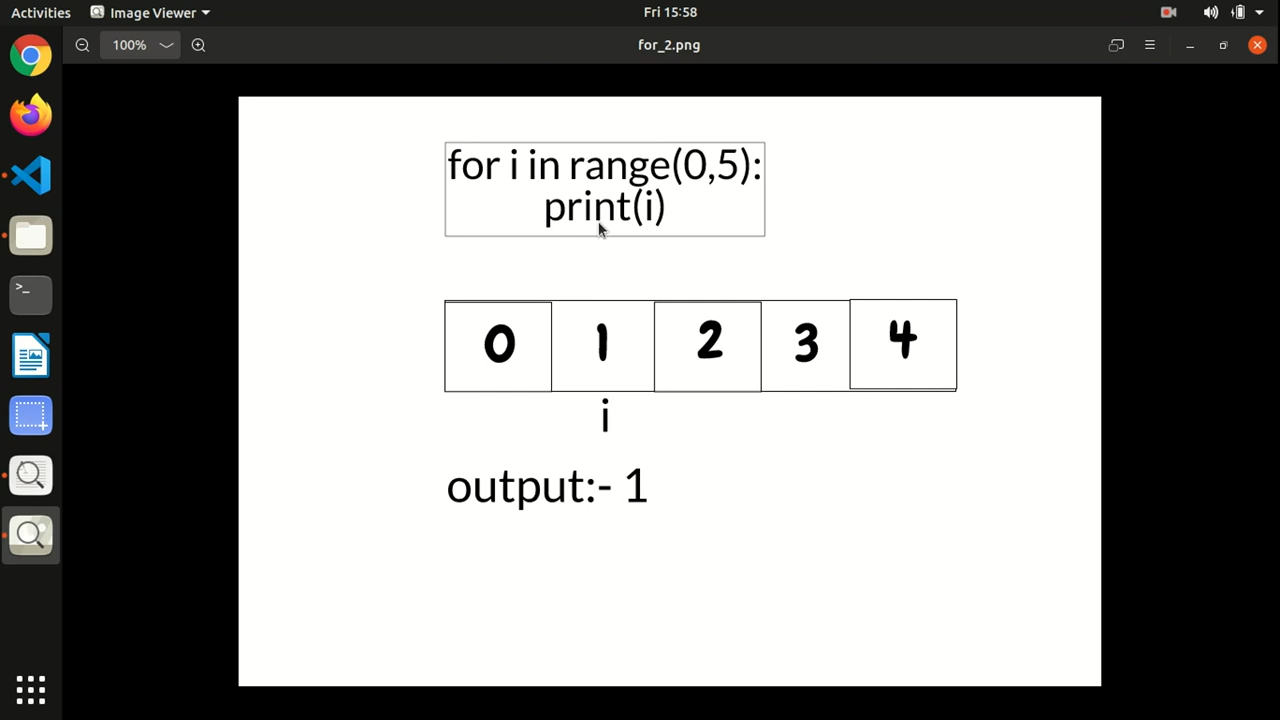 Activities Image Viewer Fri 15:58
100% for_2.png
for i in range(0,5):
print(i)
0 1 2 3 4
i
output:- 1
>_